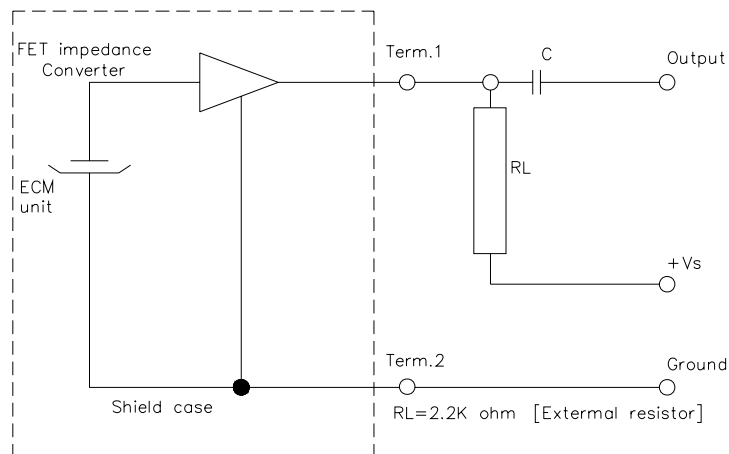 FET impedance
Converter
Term.1
C
Output
RL
ECM
unit
+Vs
Term.2
Ground
Shield case
RL=2.2K ohm [External resistor]